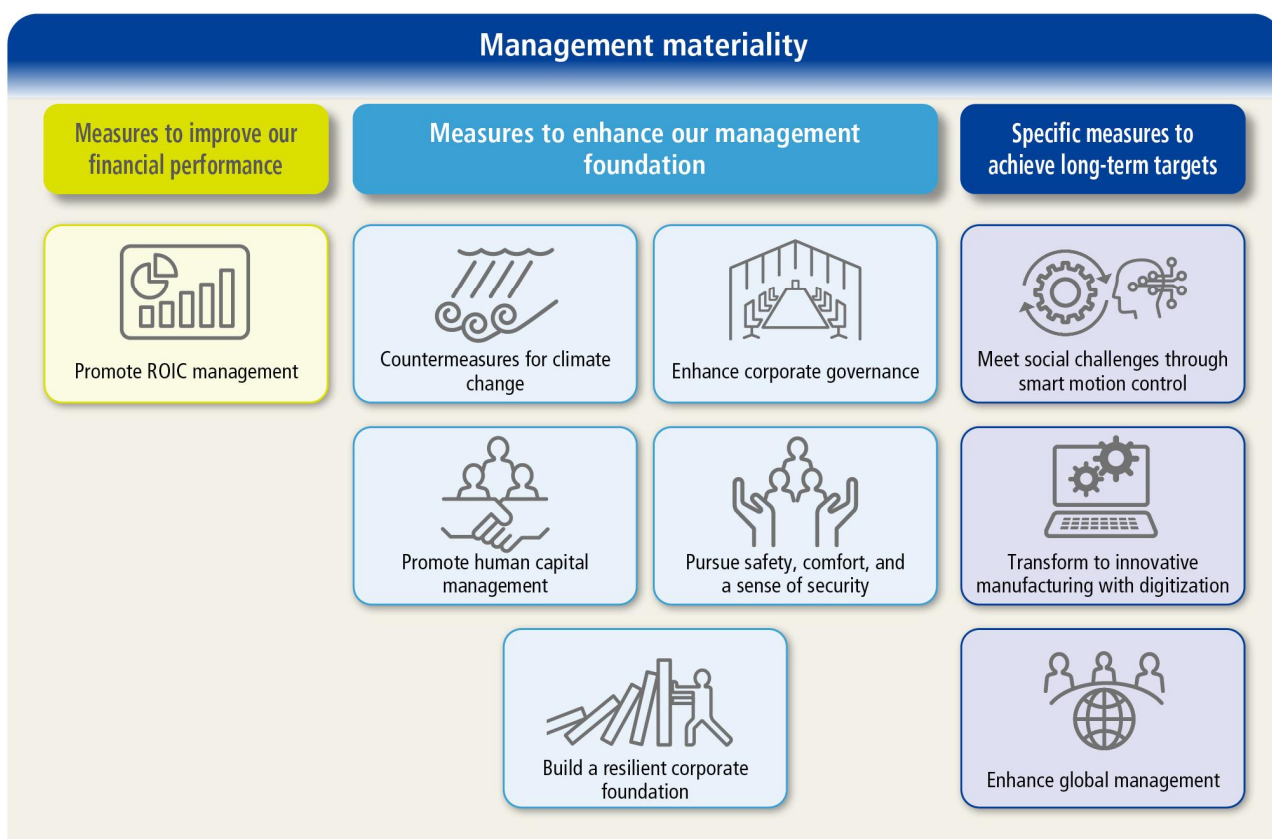 Management materiality
Measures to improve our
financial performance
Measures to enhance our management
foundation
Specific measures to
achieve long-term targets
Promote ROIC management
Countermeasures for climate
change
Enhance corporate governance
Meet social challenges through
smart motion control
Promote human capital
management
Pursue safety, comfort, and
a sense of security
Transform to innovative
manufacturing with digitization
Build a resilient corporate
foundation
Enhance global management